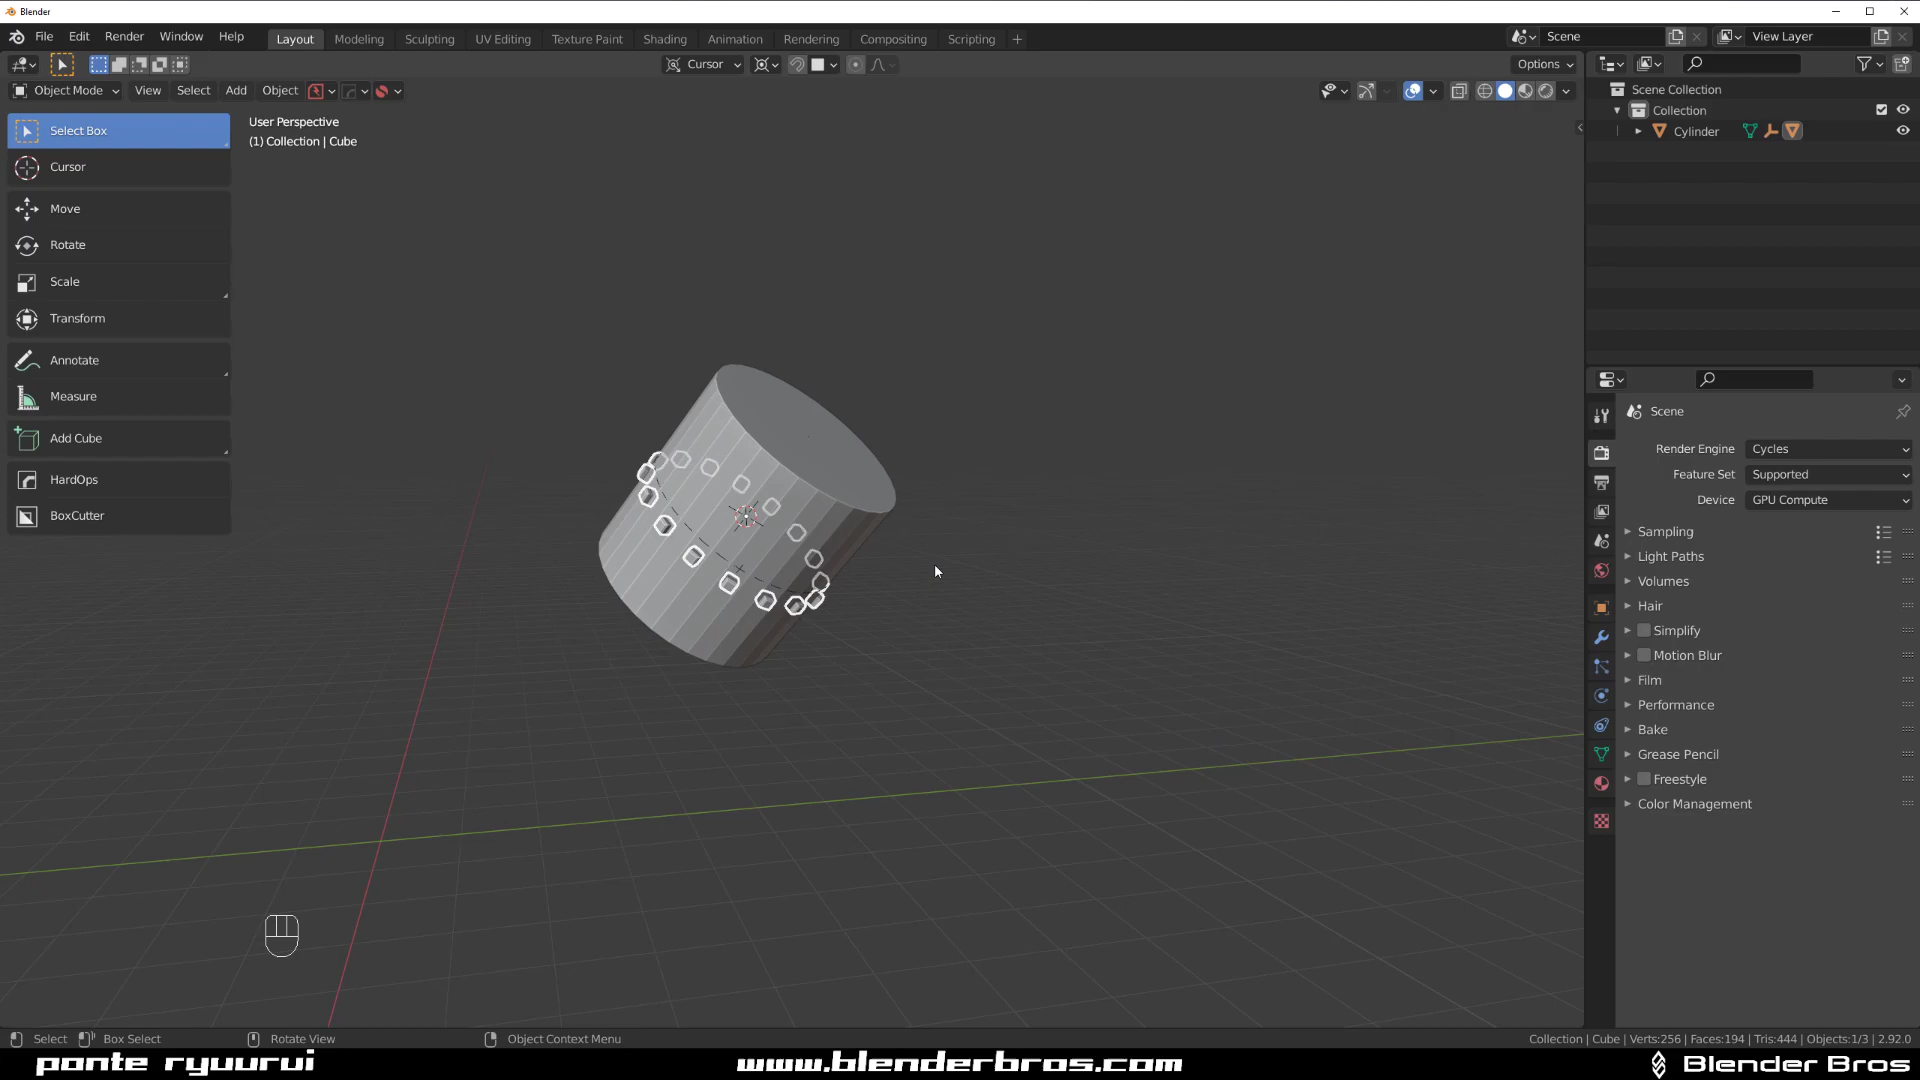 Blender
File Edit Render Window Help Layout Modeling Sculpting UV Editing Texture Paint Shading Animation Rendering Compositing Scripting + Scene View Layer
Cursor Options
Object Mode View Select Add Object
User Perspective
(1) Collection | Cube
Select Box
Cursor
Move
Rotate
Scale
Transform
Annotate
Measure
Add Cube
HardOps
BoxCutter
Scene Collection
Collection
Cylinder
Scene
Render Engine Cycles
Feature Set Supported
Device GPU Compute
Sampling
Light Paths
Volumes
Hair
Simplify
Motion Blur
Film
Performance
Bake
Grease Pencil
Freestyle
Color Management
Select Box Select Rotate View Object Context Menu Collection | Cube | Verts:256 | Faces:194 | Tris:444 | Objects:1/3 | 2.92.0
ponte ryuurui www.blenderbros.com Blender Bros